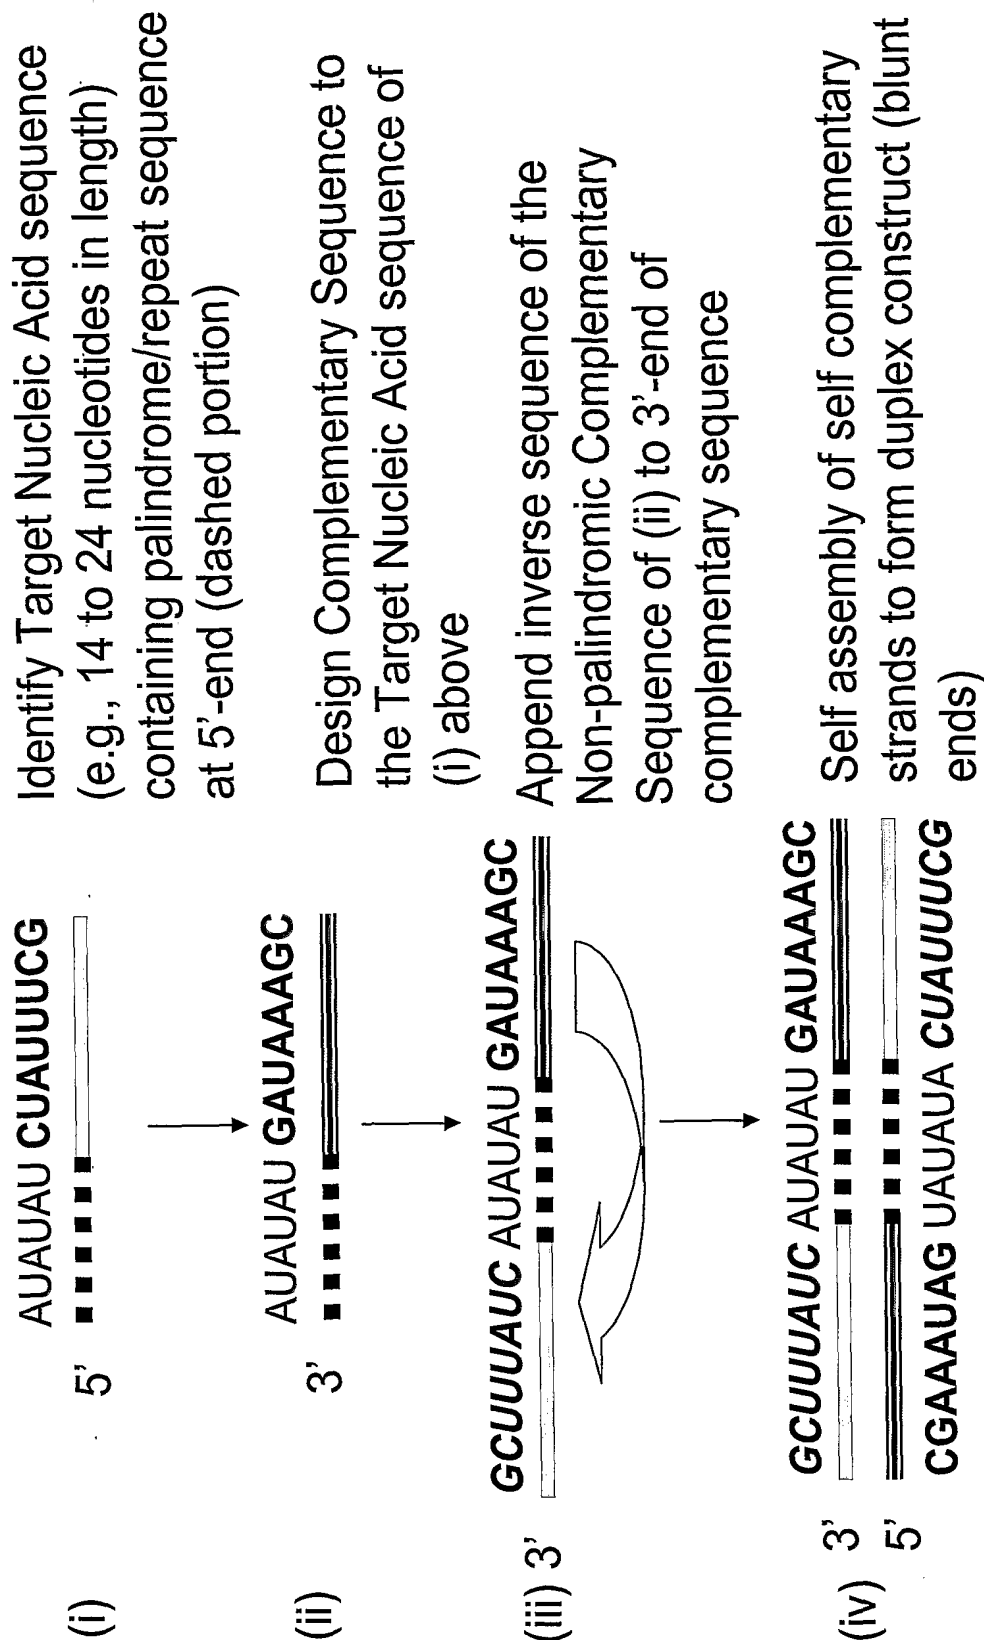 AUAUAU CUAUUUCG
(i) 5'
Identify Target Nucleic Acid sequence
(e.g., 14 to 24 nucleotides in length)
containing palindrome/repeat sequence
at 5'-end (dashed portion)
AUAUAU GAUAAAGC
(ii) 3'
Design Complementary Sequence to
the Target Nucleic Acid sequence of
(i) above
GCUUUAUC AUAUAU GAUAAAGC
(iii) 3'
Append inverse sequence of the
Non-palindromic Complementary
Sequence of (ii) to 3'-end of
complementary sequence
GCUUUAUC AUAUAU GAUAAAGC
(iv) 3'
5'
CGAAAUAG UAUAUA CUAUUUCG
Self assembly of self complementary
strands to form duplex construct (blunt
ends)